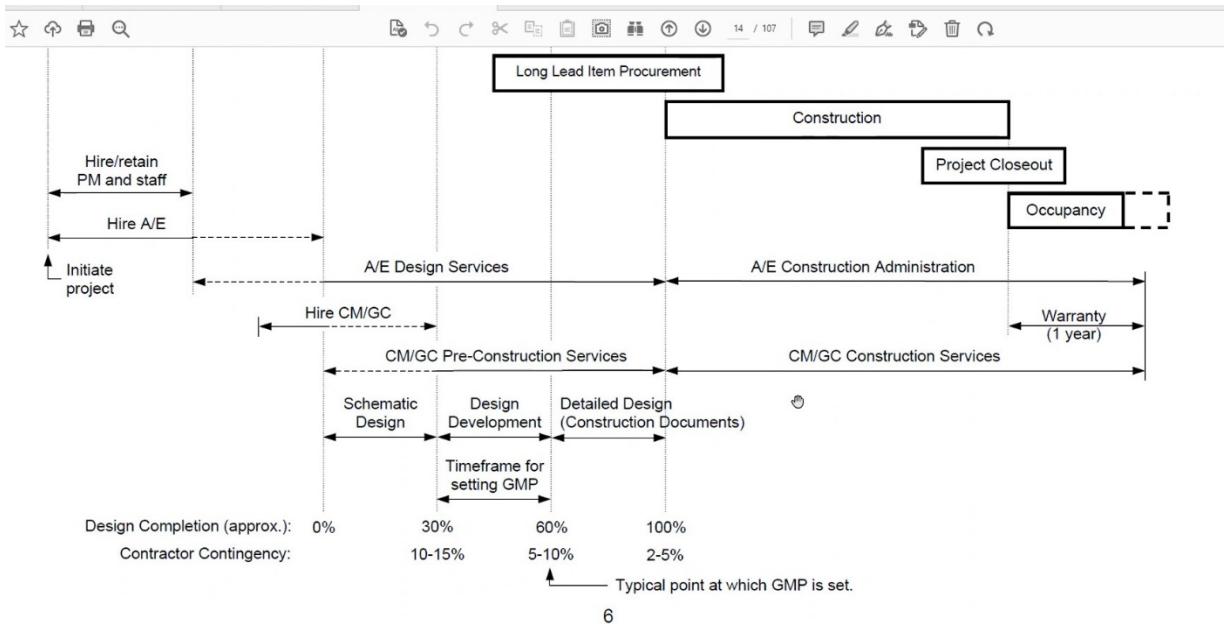 14 / 107
Long Lead Item Procurement
Construction
Hire/retain
PM and staff
Project Closeout
Occupancy
Hire A/E
Initiate
project
A/E Design Services
A/E Construction Administration
Hire CM/GC
Warranty
(1 year)
CM/GC Pre-Construction Services
CM/GC Construction Services
Schematic
Design
Design
Development
Detailed Design
(Construction Documents)
Timeframe for
setting GMP
Design Completion (approx.): 0% 30% 60% 100%
Contractor Contingency: 10-15% 5-10% 2-5%
Typical point at which GMP is set.
6